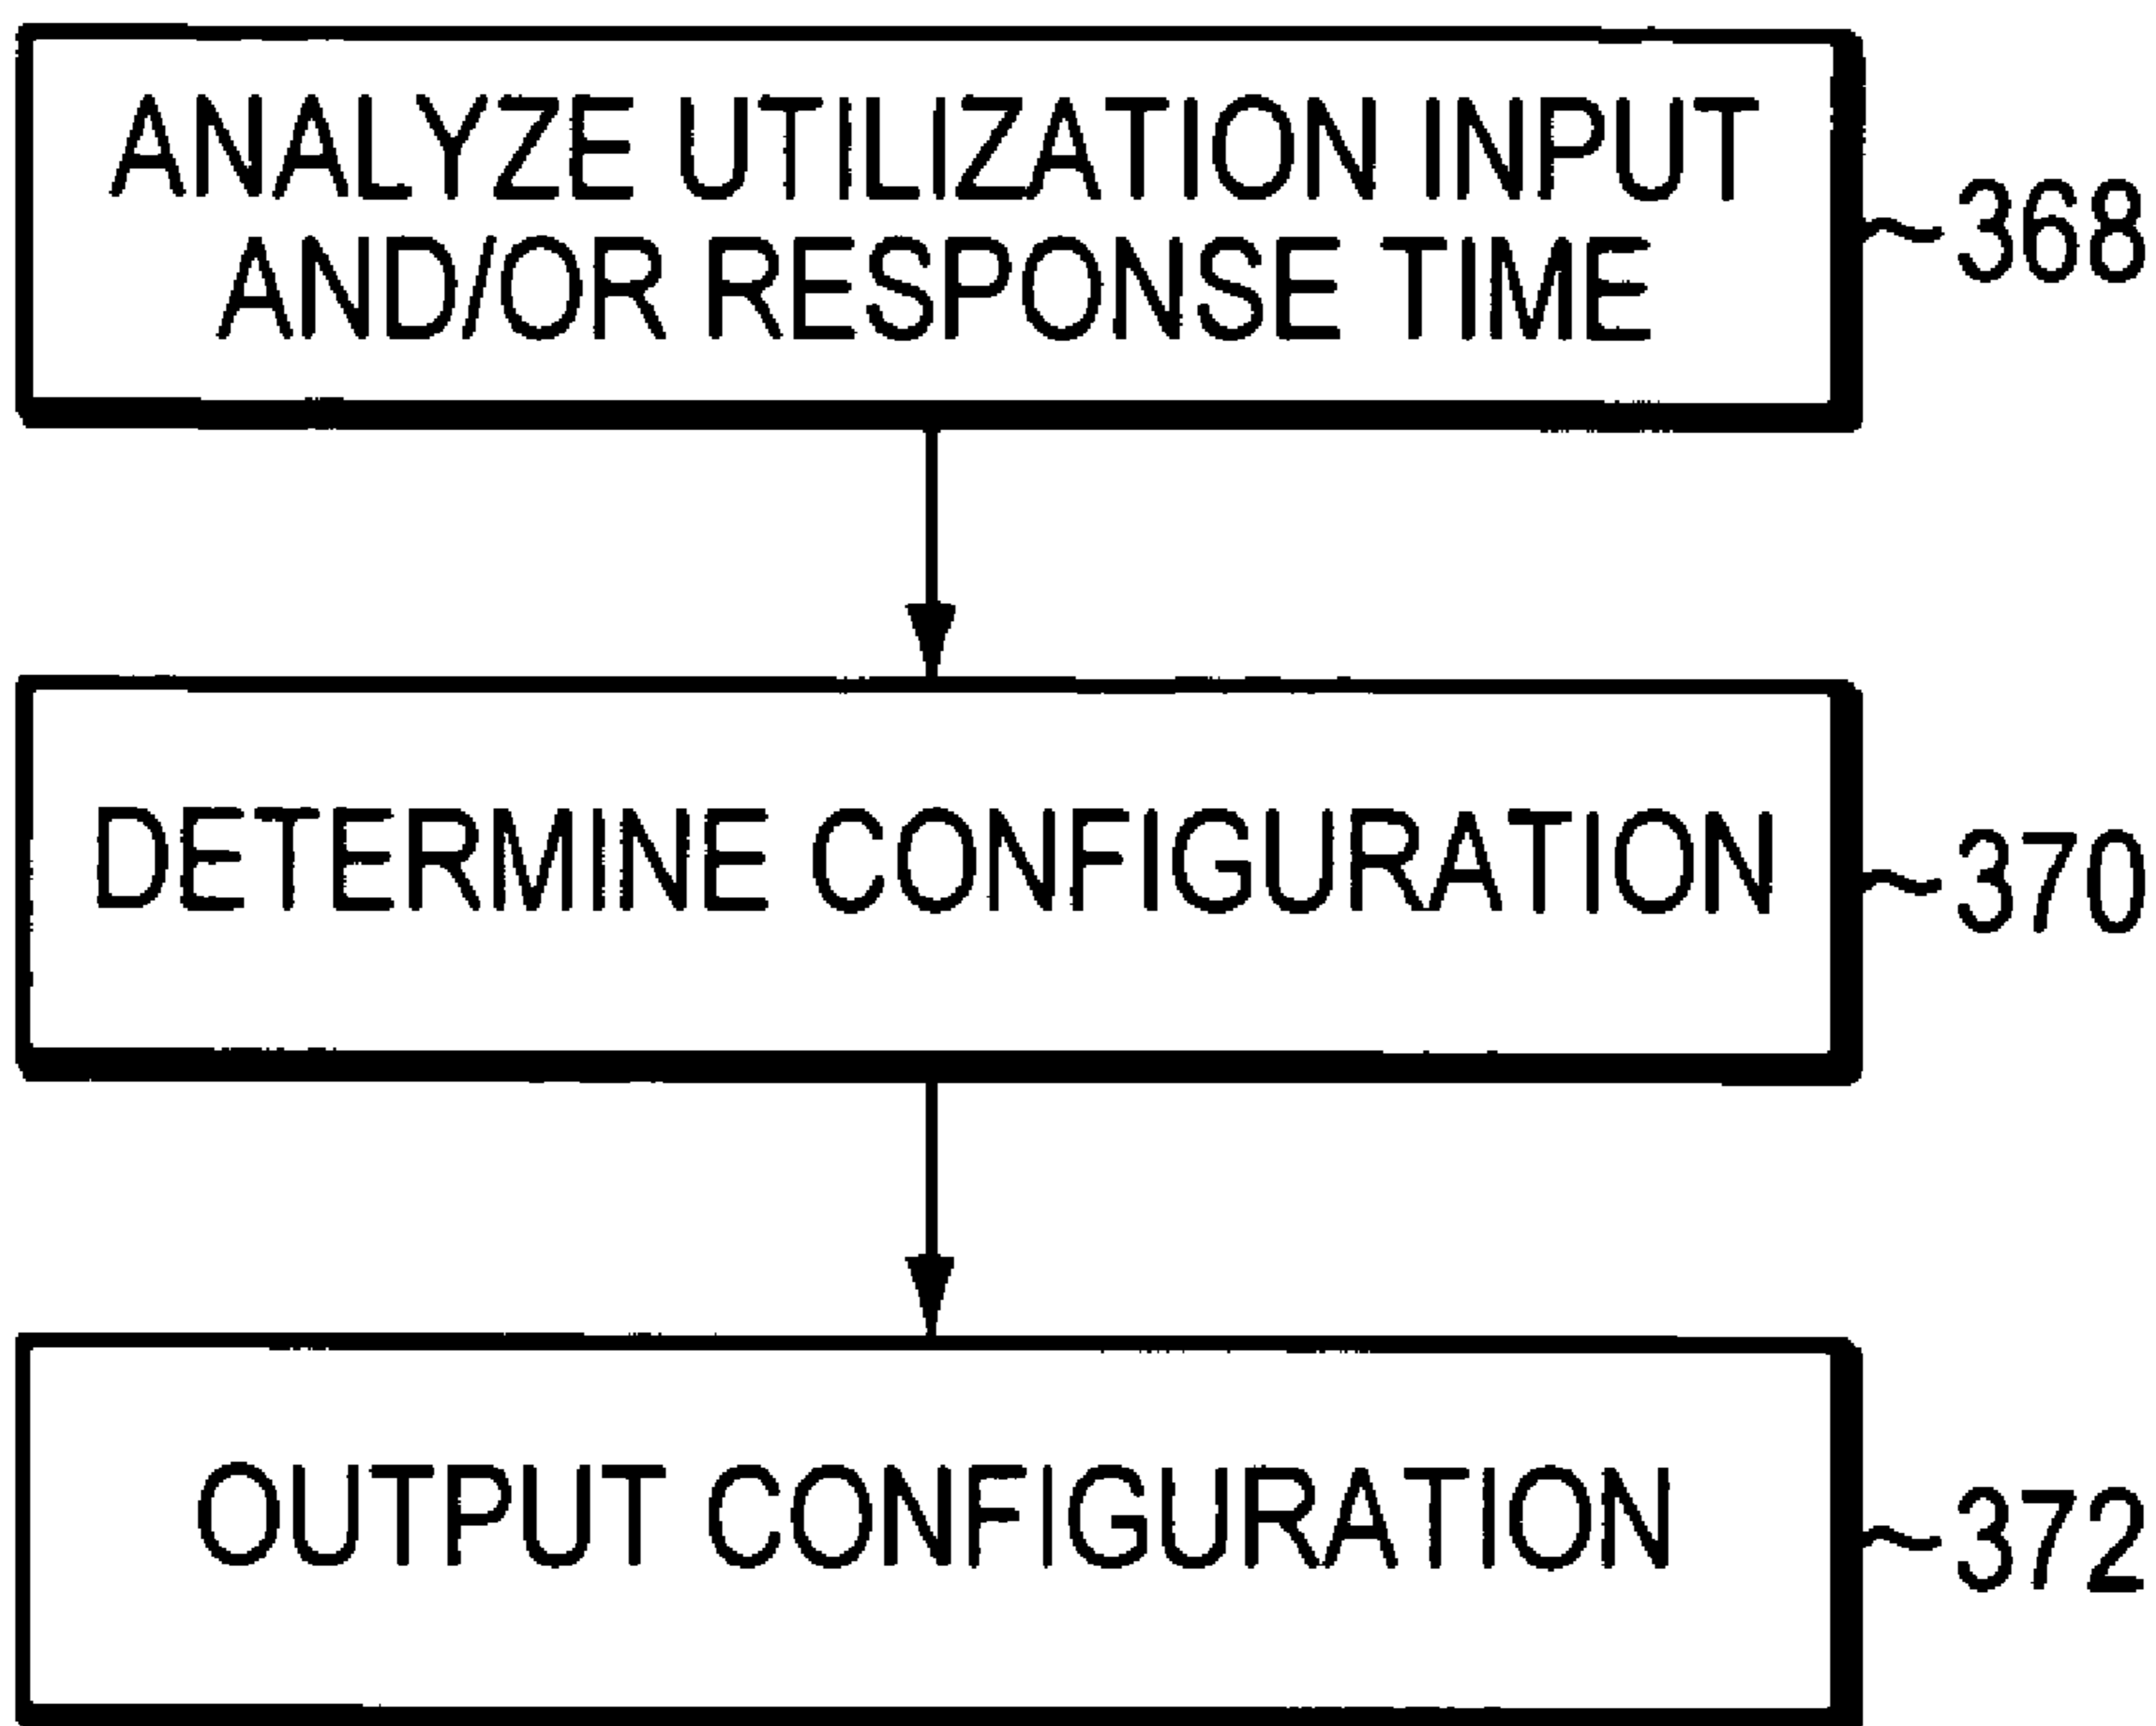 ANALYZE UTILIZATION INPUT
AND/OR RESPONSE TIME
368
DETERMINE CONFIGURATION
370
OUTPUT CONFIGURATION
372